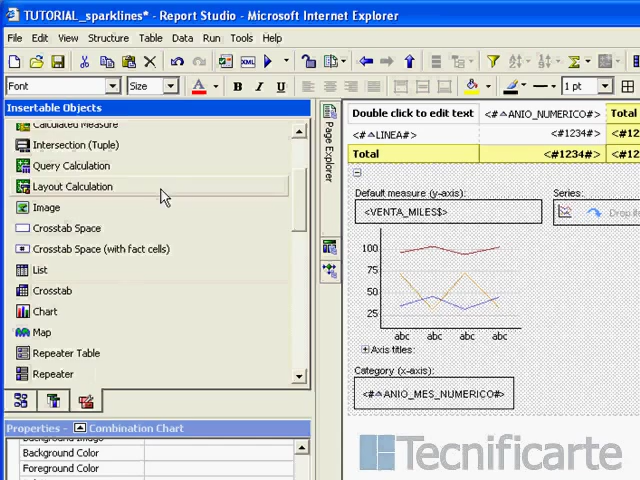 TUTORIAL_sparklines* - Report Studio - Microsoft Internet Explorer
File Edit View Structure Table Data Run Tools Help
Font Size 1 pt
Insertable Objects
Calculated Measure
Intersection (Tuple)
Query Calculation
Layout Calculation
Image
Crosstab Space
Crosstab Space (with fact cells)
List
Crosstab
Chart
Map
Repeater Table
Repeater
Properties - Combination Chart
Background Image
Background Color
Foreground Color
Page Explorer
Double click to edit text <#ANIO_NUMERICO#> Total
<#LINEA#> <#1234#> <#12
Total <#1234#> <#12
Default measure (y-axis): Series:
<VENTA_MILES$> Drop ite
100
75
50
25
abc abc abc abc
Axis titles:
Category (x-axis):
<#ANIO_MES_NUMERICO#>
Tecnificarte